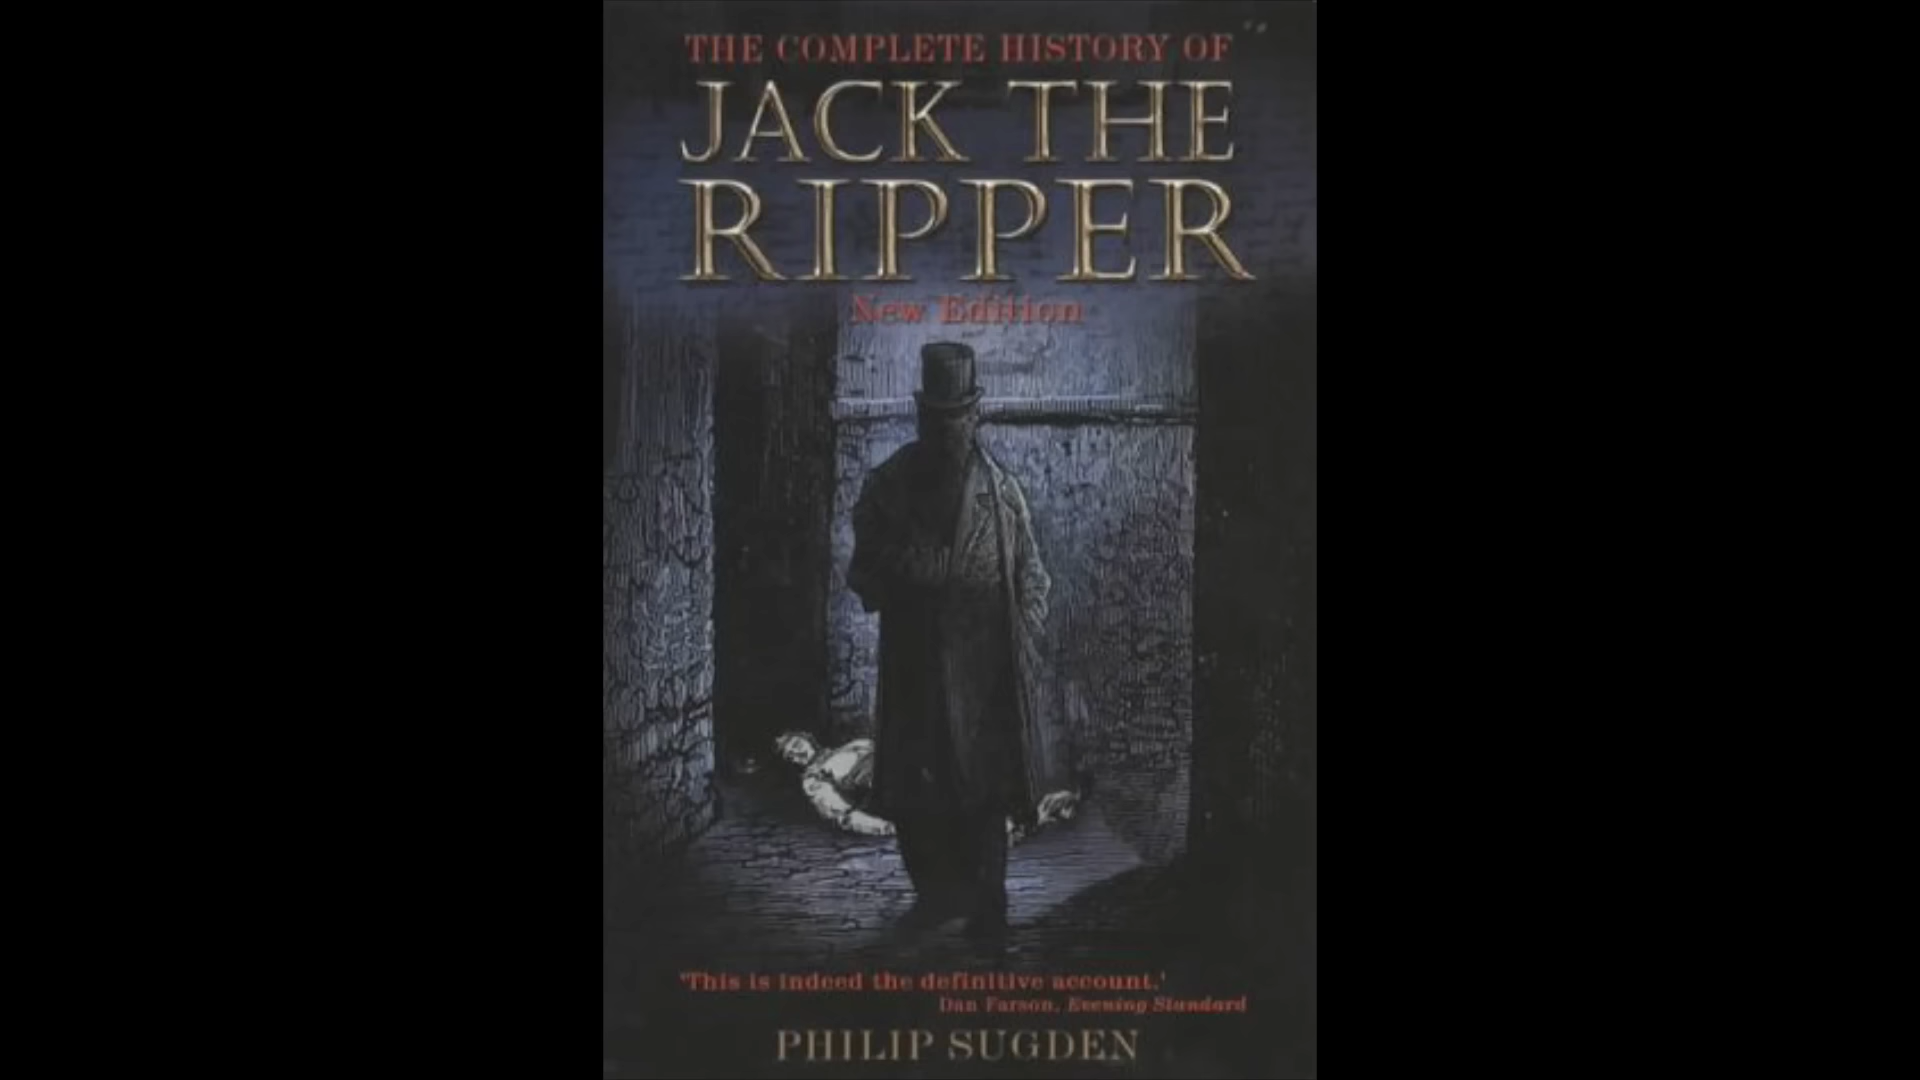 THE COMPLETE HISTORY OF
JACK THE
RIPPER
New Edition
'This is indeed the definitive account.'
Dan Farson, Evening Standard
PHILIP SUGDEN